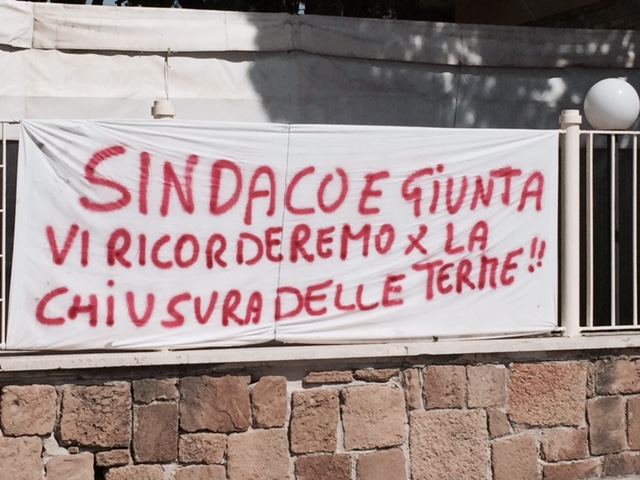 SINDACO E GIUNTA
VI RICORDEREMO X LA
CHIUSURA DELLE TERME!!